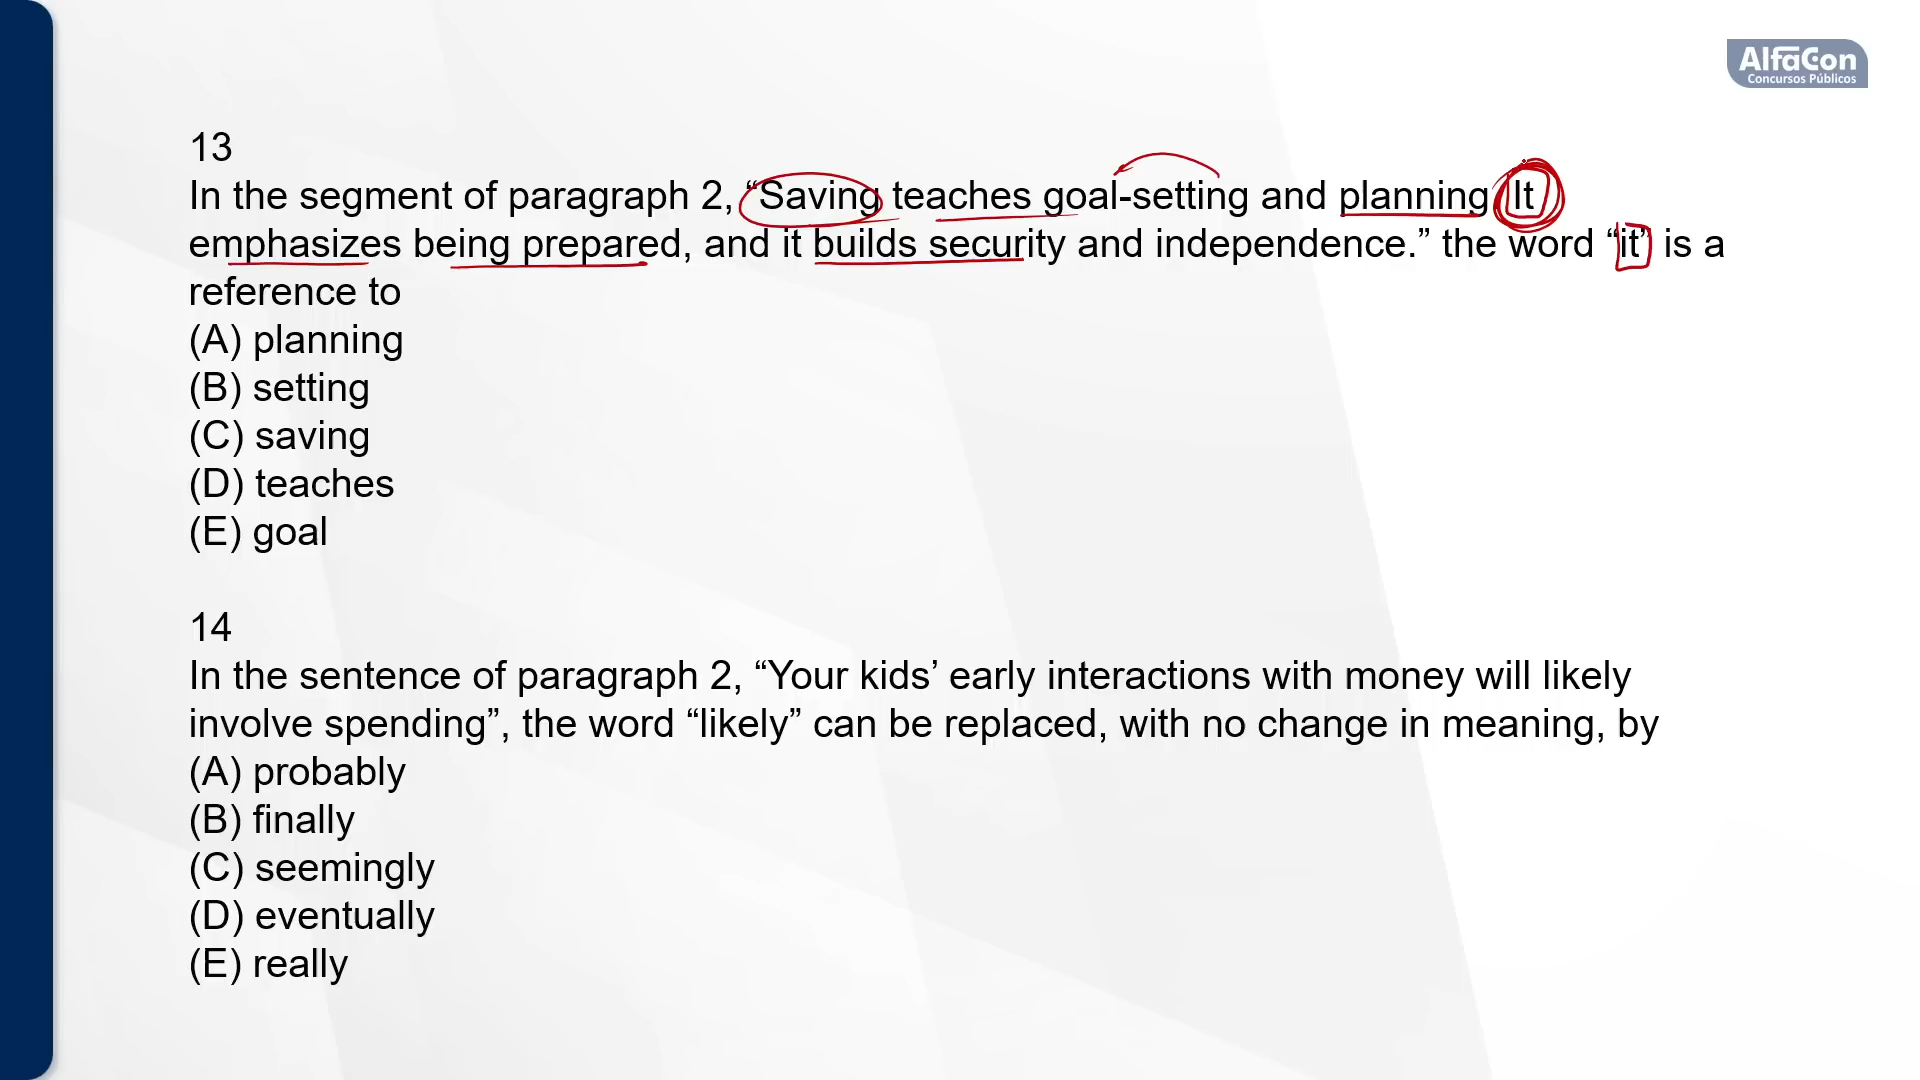 AlfaCon
Concursos Públicos
13
In the segment of paragraph 2, “Saving teaches goal-setting and planning. It
emphasizes being prepared, and it builds security and independence.” the word “it” is a
reference to
(A) planning
(B) setting
(C) saving
(D) teaches
(E) goal
14
In the sentence of paragraph 2, “Your kids’ early interactions with money will likely
involve spending”, the word “likely” can be replaced, with no change in meaning, by
(A) probably
(B) finally
(C) seemingly
(D) eventually
(E) really